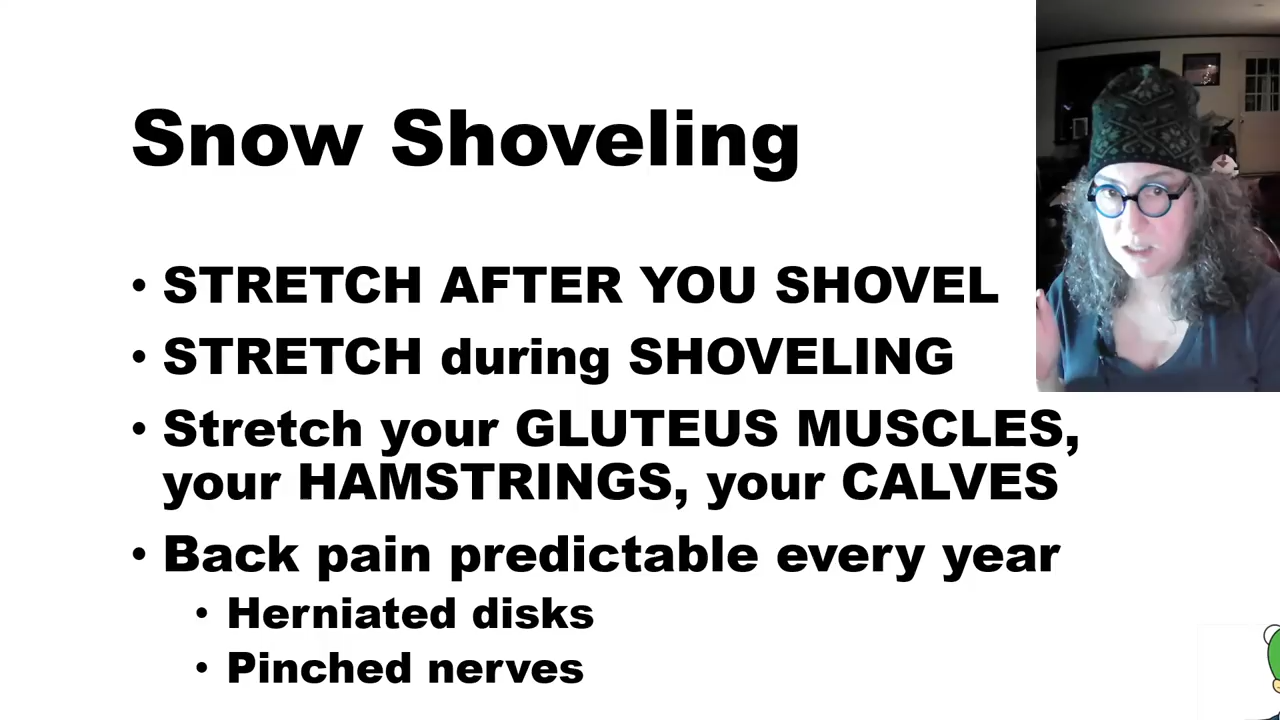 Snow Shoveling
• STRETCH AFTER YOU SHOVEL
• STRETCH during SHOVELING
• Stretch your GLUTEUS MUSCLES,
your HAMSTRINGS, your CALVES
• Back pain predictable every year
• Herniated disks
• Pinched nerves